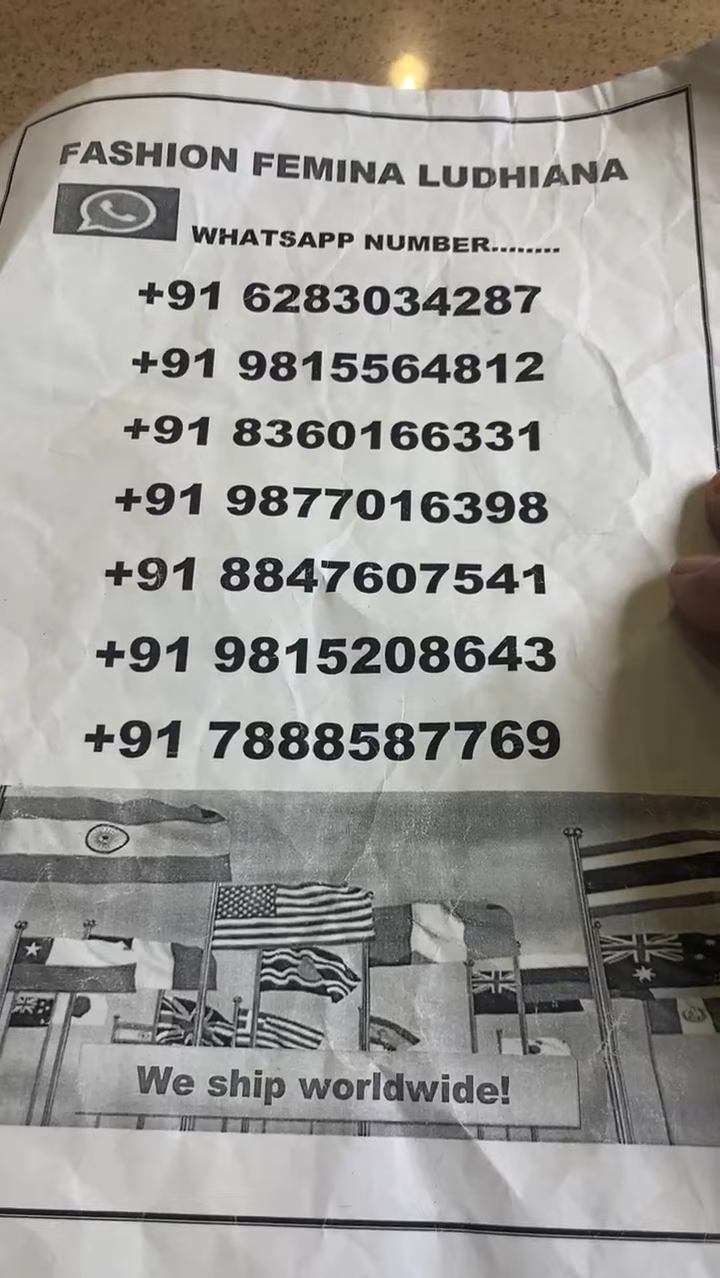 FASHION FEMINA LUDHIANA
WHATSAPP NUMBER........
+91 6283034287
+91 9815564812
+91 8360166331
+91 9877016398
+91 8847607541
+91 9815208643
+91 7888587769
We ship worldwide!